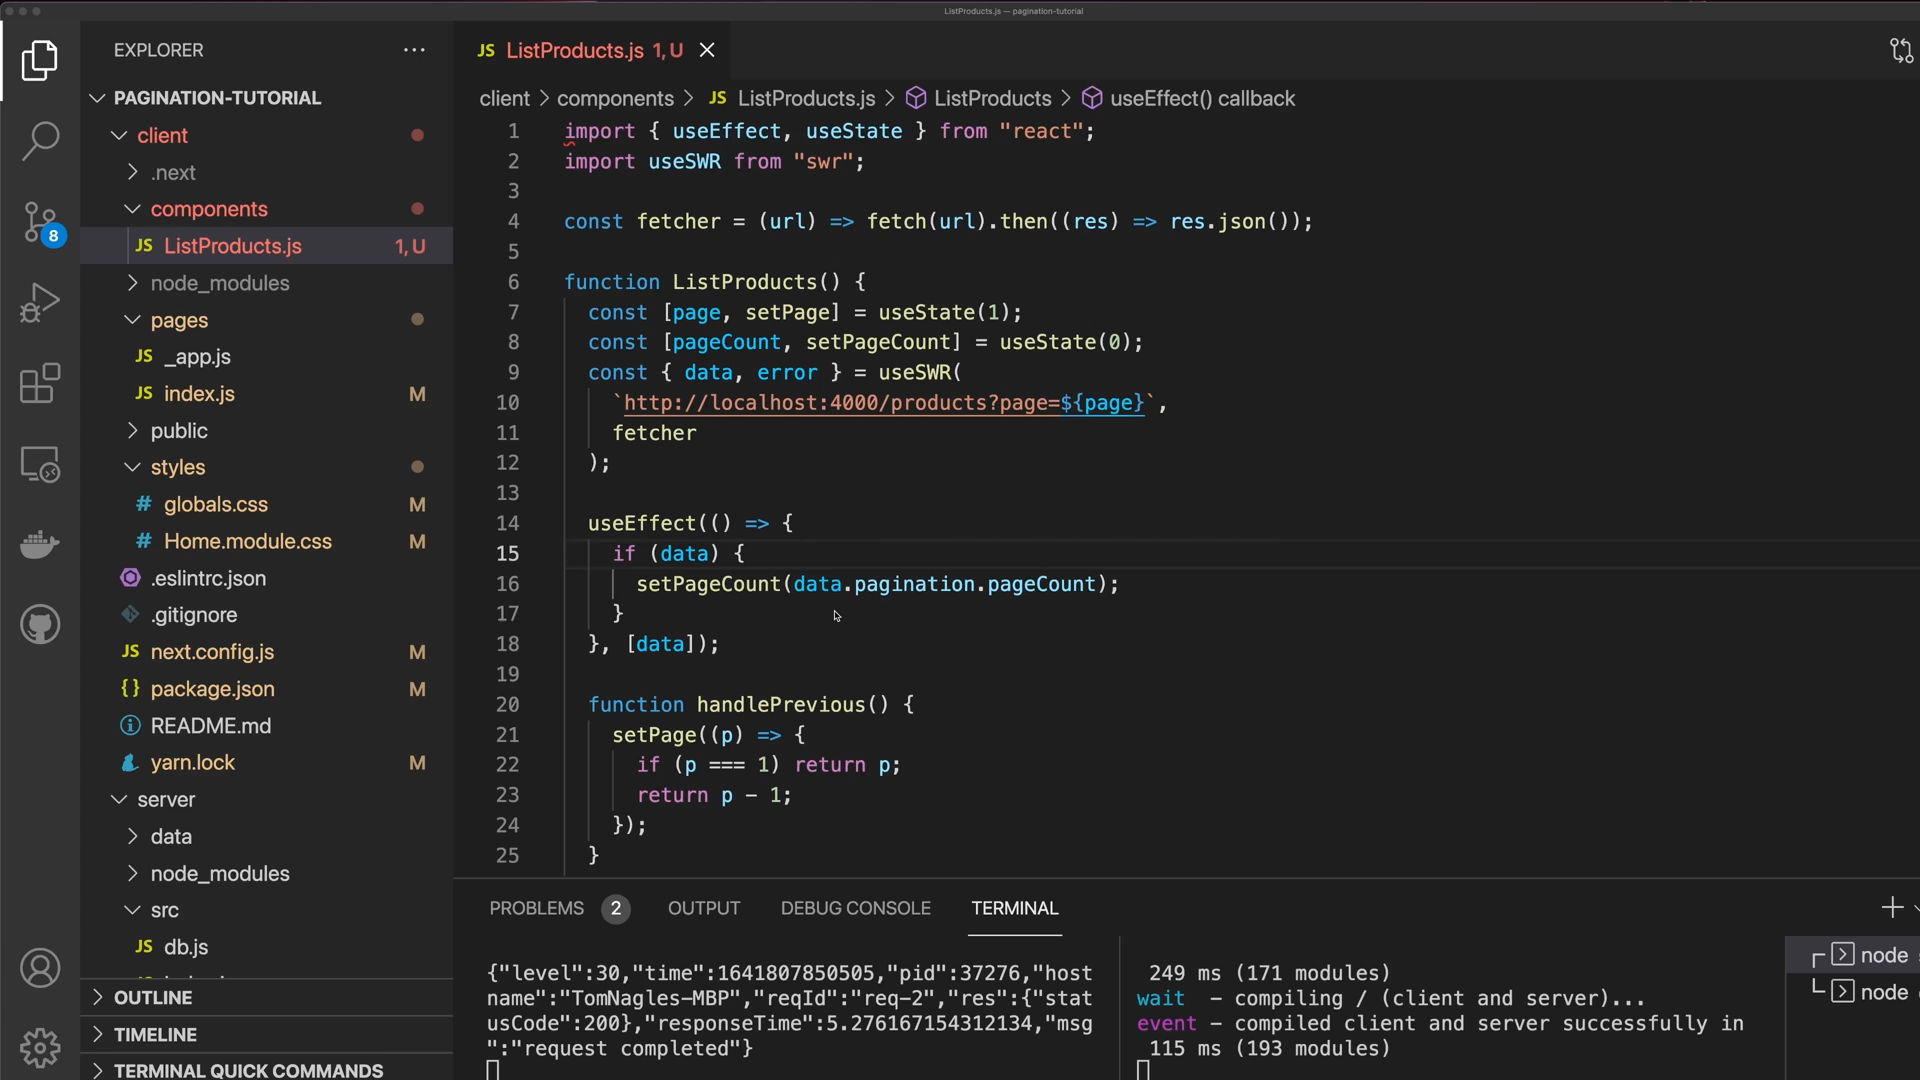 ListProducts.js — pagination-tutorial
EXPLORER
PAGINATION-TUTORIAL
client
.next
components
JS ListProducts.js 1, U
node_modules
pages
JS _app.js
JS index.js M
public
styles
# globals.css M
# Home.module.css M
.eslintrc.json
.gitignore
JS next.config.js M
{} package.json M
README.md
yarn.lock M
server
data
node_modules
src
JS db.js
OUTLINE
TIMELINE
TERMINAL QUICK COMMANDS
8
JS ListProducts.js 1, U
client > components > JS ListProducts.js > ListProducts > useEffect() callback
1 import { useEffect, useState } from "react";
2 import useSWR from "swr";
3
4 const fetcher = (url) => fetch(url).then((res) => res.json());
5
6 function ListProducts() {
7 const [page, setPage] = useState(1);
8 const [pageCount, setPageCount] = useState(0);
9 const { data, error } = useSWR(
10 `http://localhost:4000/products?page=${page}`,
11 fetcher
12 );
13
14 useEffect(() => {
15 if (data) {
16 setPageCount(data.pagination.pageCount);
17 }
18 }, [data]);
19
20 function handlePrevious() {
21 setPage((p) => {
22 if (p === 1) return p;
23 return p - 1;
24 });
25 }
PROBLEMS 2 OUTPUT DEBUG CONSOLE TERMINAL
{"level":30,"time":1641807850505,"pid":37276,"host
name":"TomNagles-MBP","reqId":"req-2","res":{"stat
usCode":200},"responseTime":5.276167154312134,"msg
":"request completed"}
249 ms (171 modules)
wait - compiling / (client and server)...
event - compiled client and server successfully in
115 ms (193 modules)
node
node